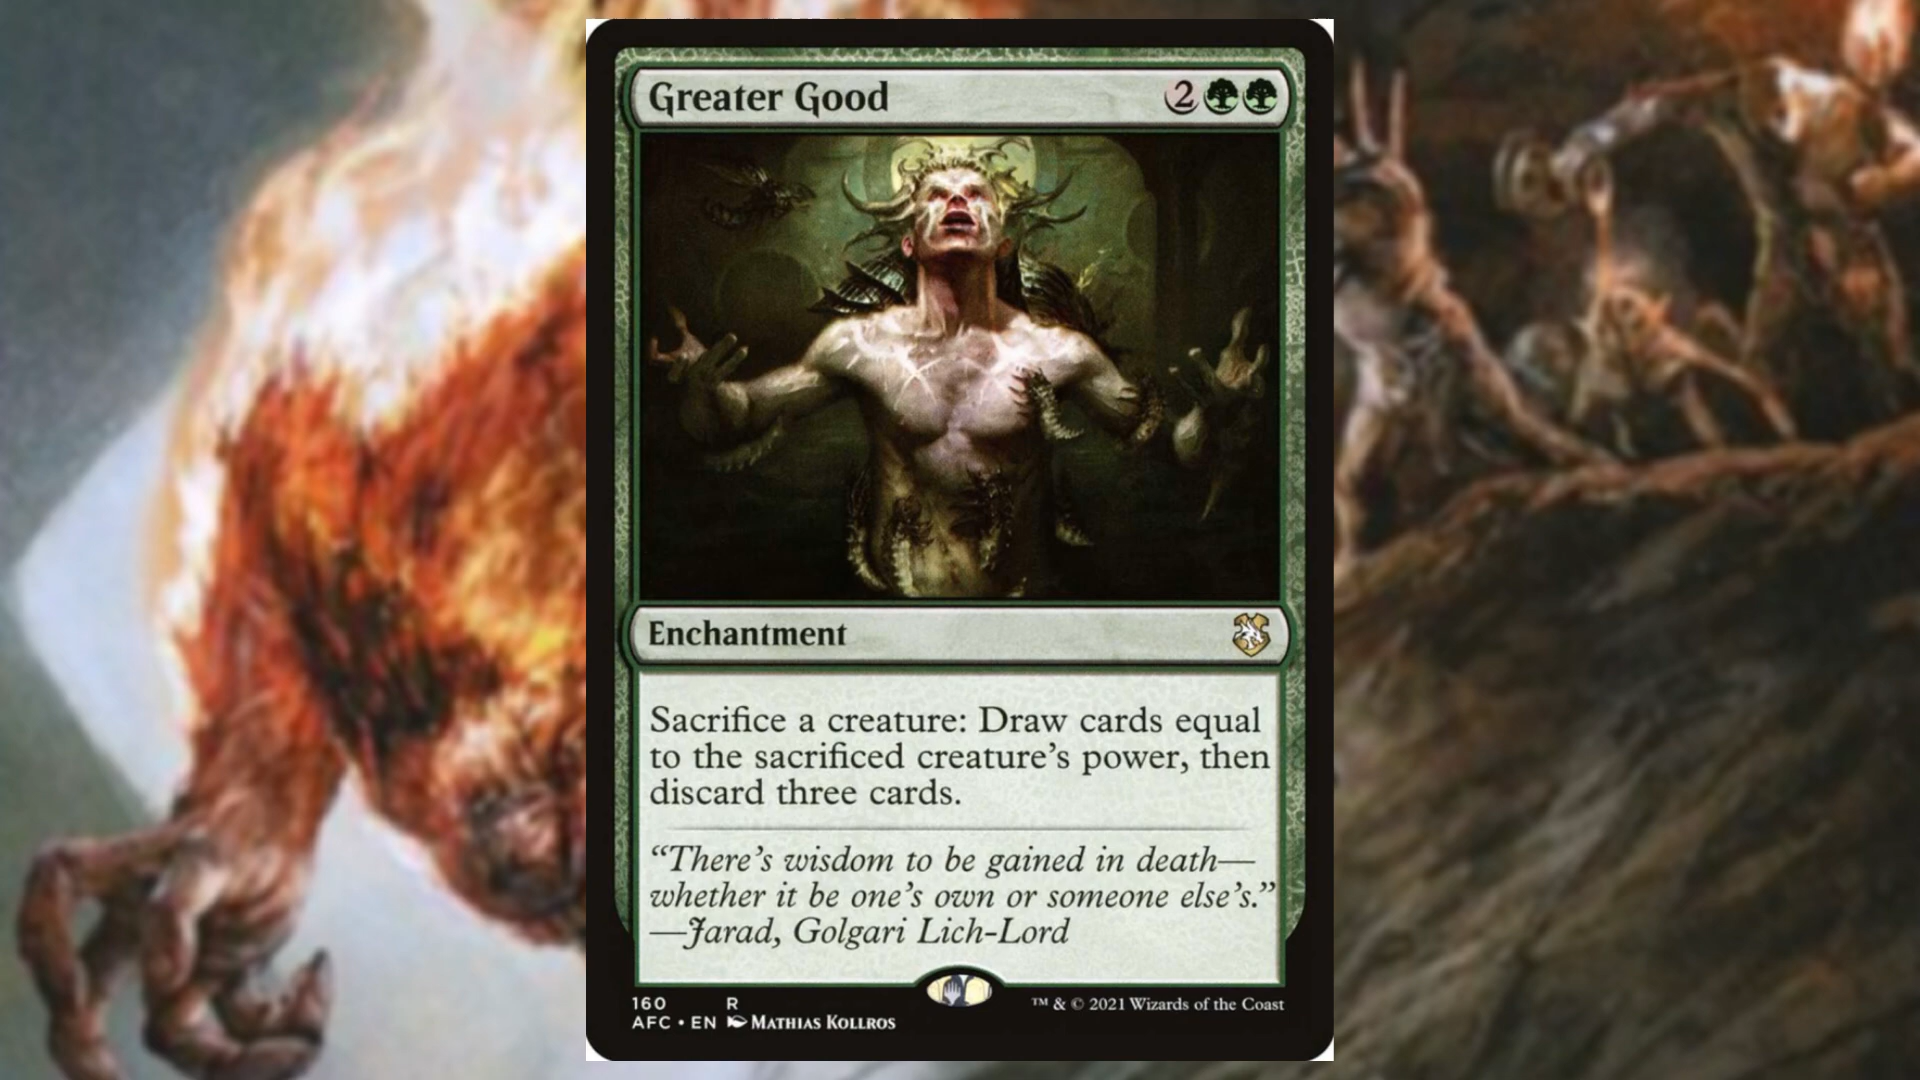 Greater Good
2
Enchantment
Sacrifice a creature: Draw cards equal
to the sacrificed creature's power, then
discard three cards.
“There's wisdom to be gained in death—
whether it be one's own or someone else's.”
—Jarad, Golgari Lich-Lord
160 R
AFC • EN Mathias Kollros
™ & © 2021 Wizards of the Coast